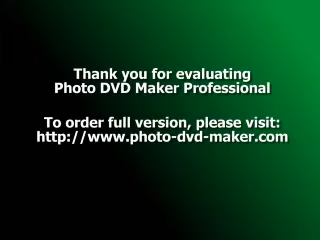 Thank you for evaluating
Photo DVD Maker Professional
To order full version, please visit:
http://www.photo-dvd-maker.com